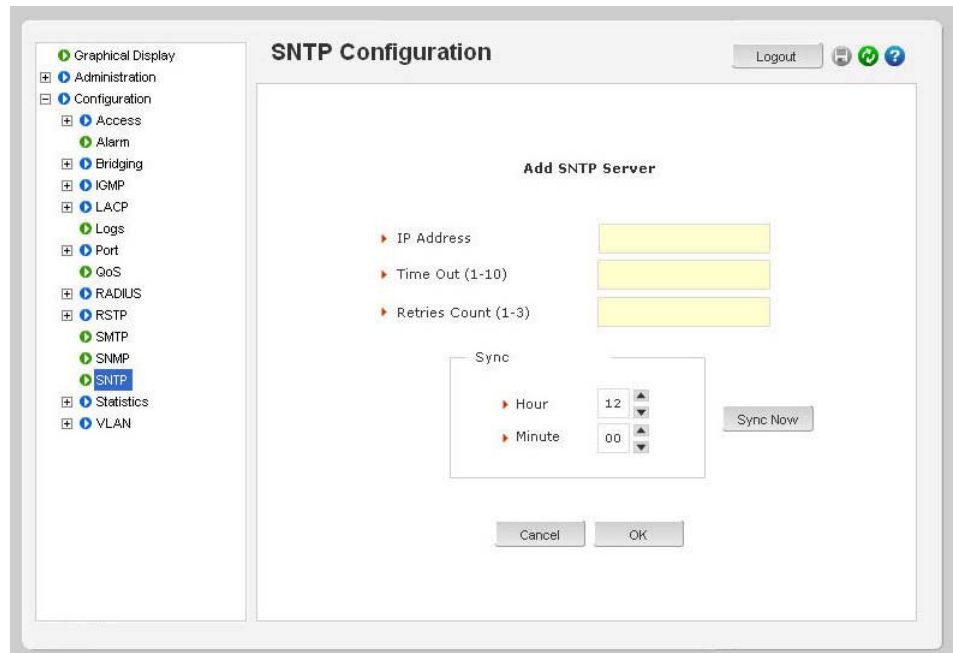 Graphical Display
Administration
Configuration
Access
Alarm
Bridging
IGMP
LACP
Logs
Port
QoS
RADIUS
RSTP
SMTP
SNMP
SNTP
Statistics
VLAN
SNTP Configuration
Logout
?
Add SNTP Server
IP Address
Time Out (1-10)
Retries Count (1-3)
Sync
Hour 12
Minute 00
Sync Now
Cancel OK